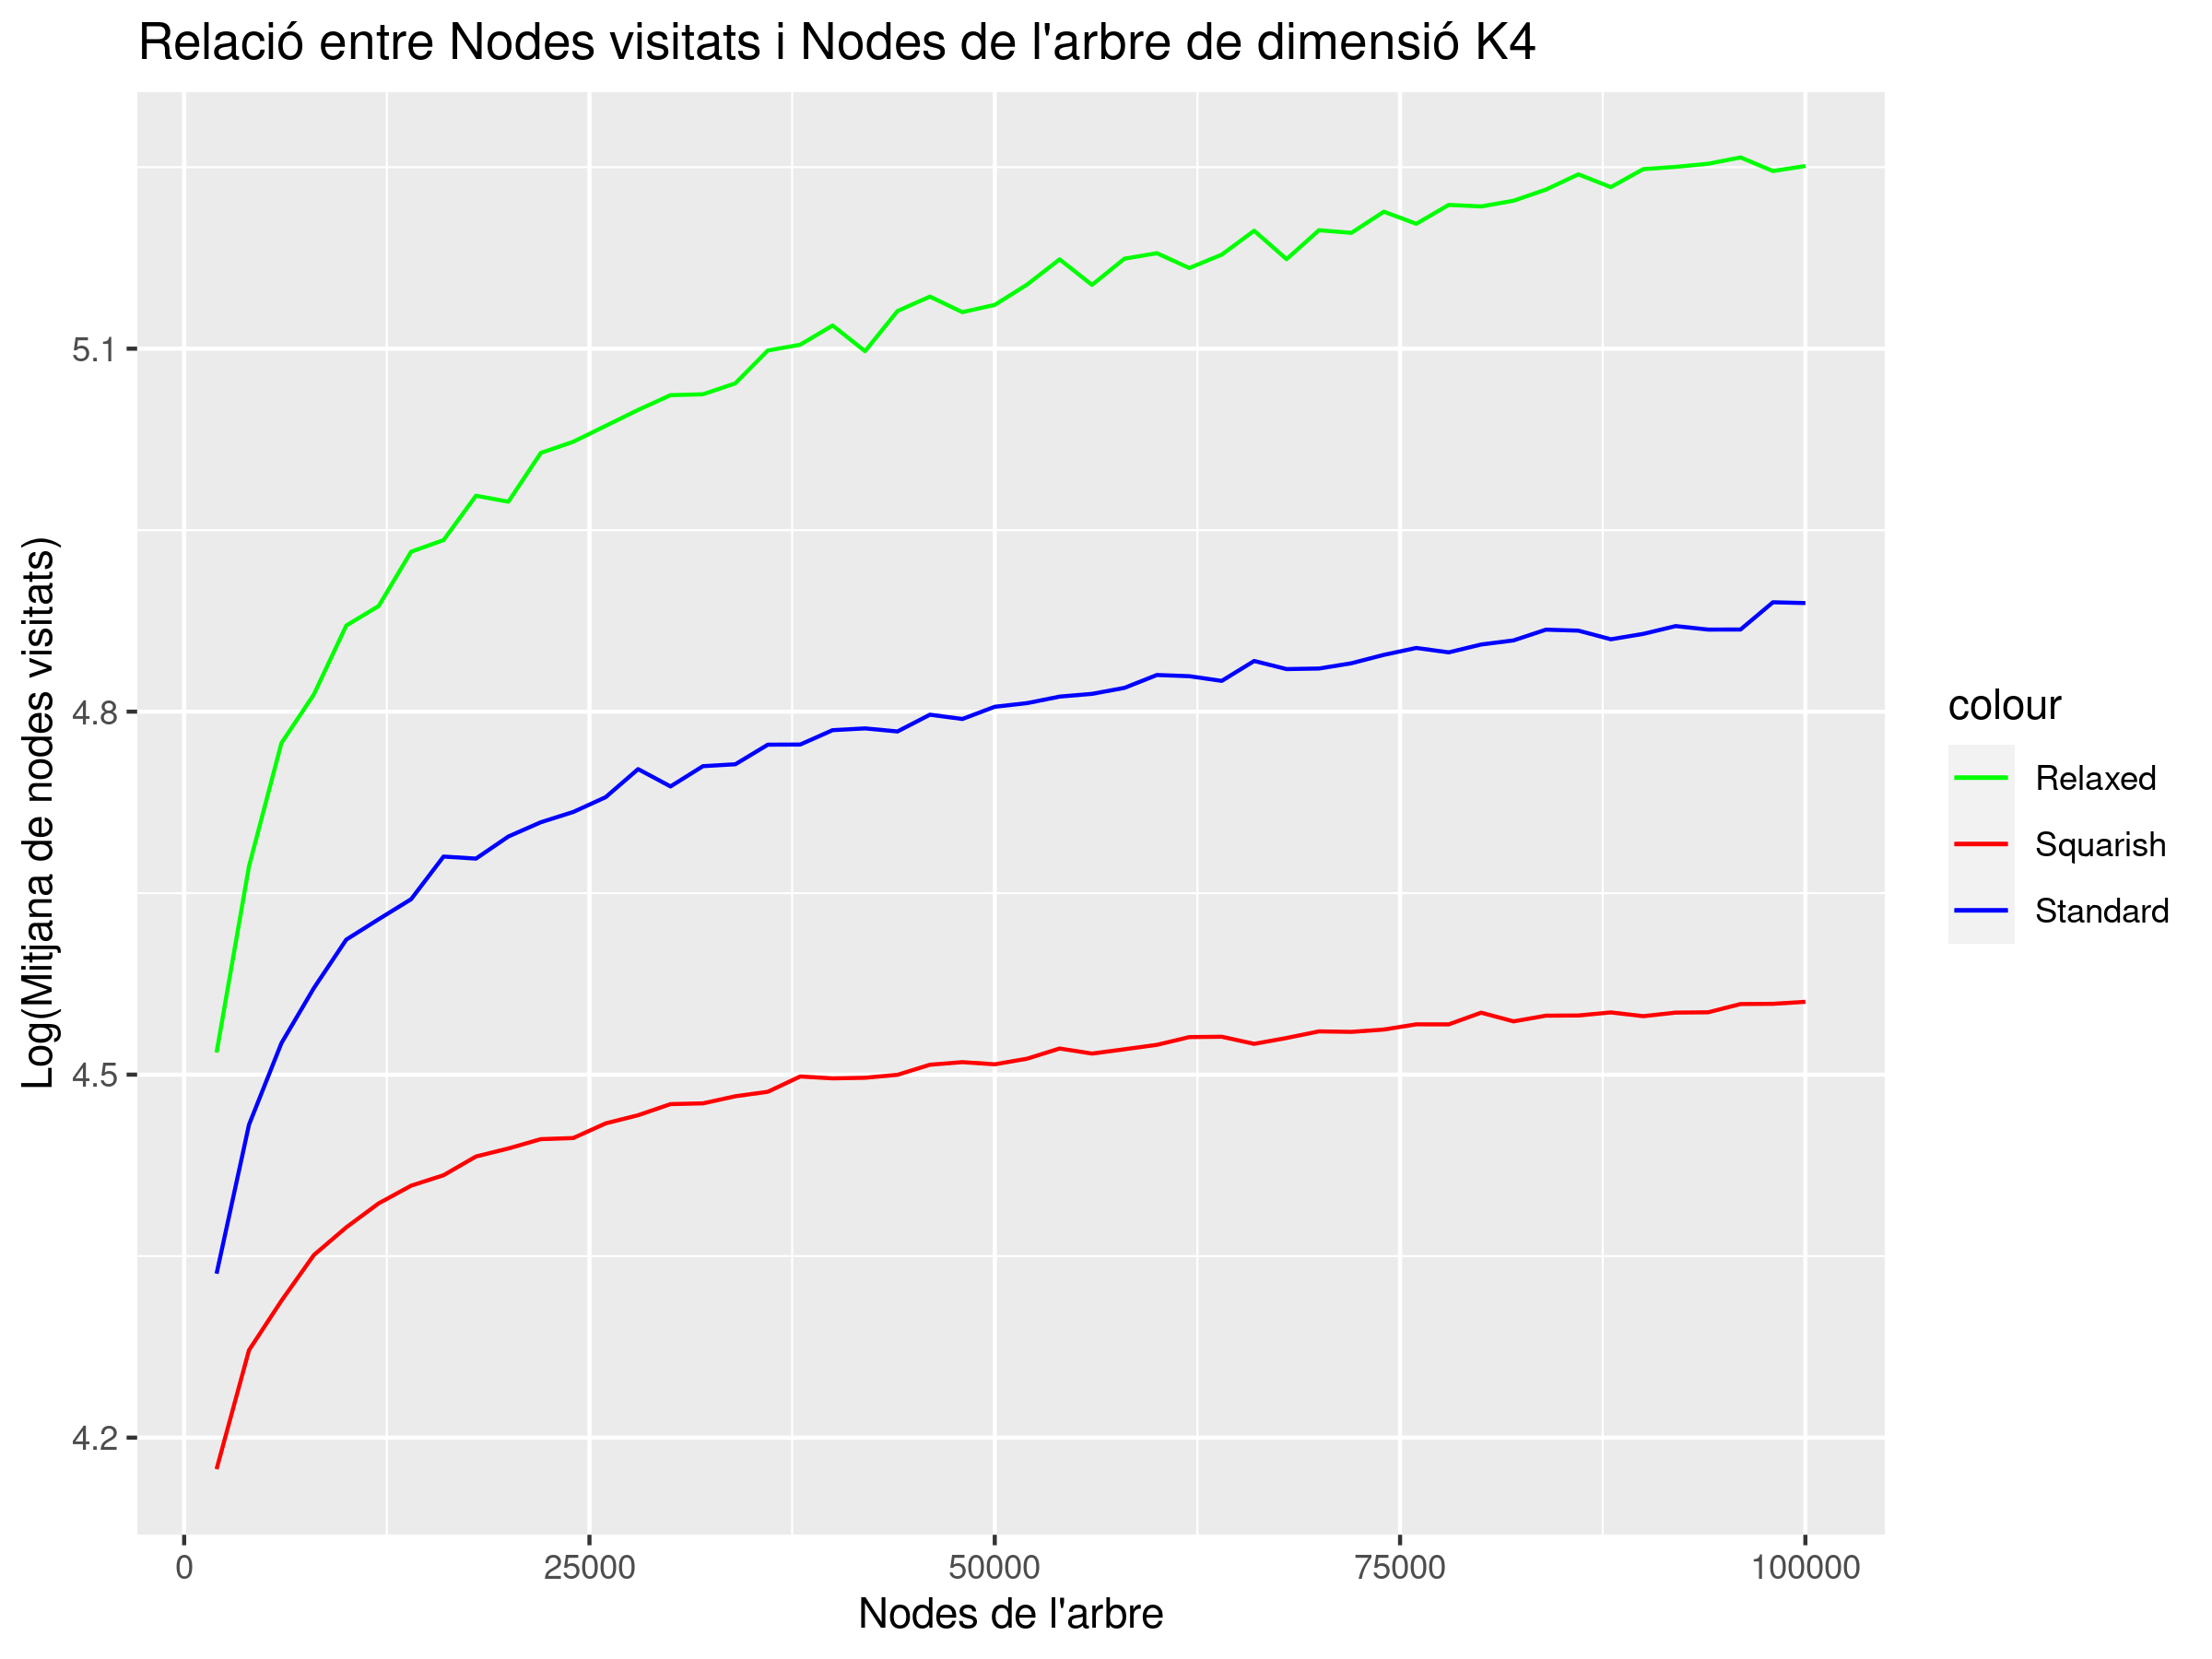 Relació entre Nodes visitats i Nodes de l'arbre de dimensió K4
Log(Mitjana de nodes visitats)
5.1
4.8
4.5
4.2
0
25000
50000
75000
100000
Nodes de l'arbre
colour
Relaxed
Squarish
Standard